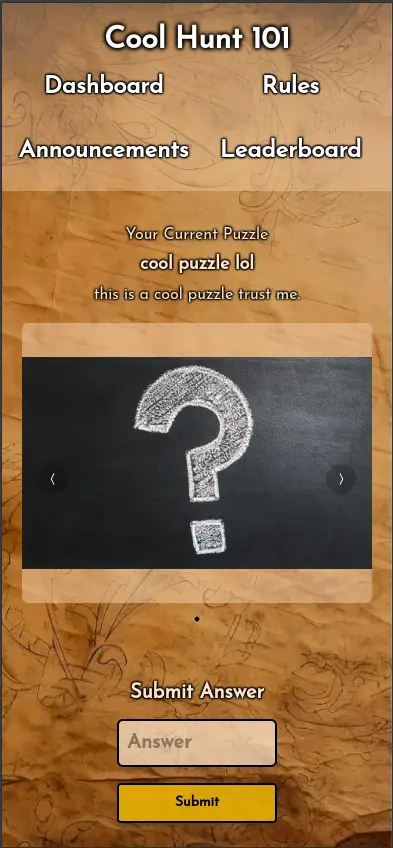 Cool Hunt 101
Dashboard Rules
Announcements Leaderboard
Your Current Puzzle
cool puzzle lol
this is a cool puzzle trust me.
?
Submit Answer
Answer
Submit